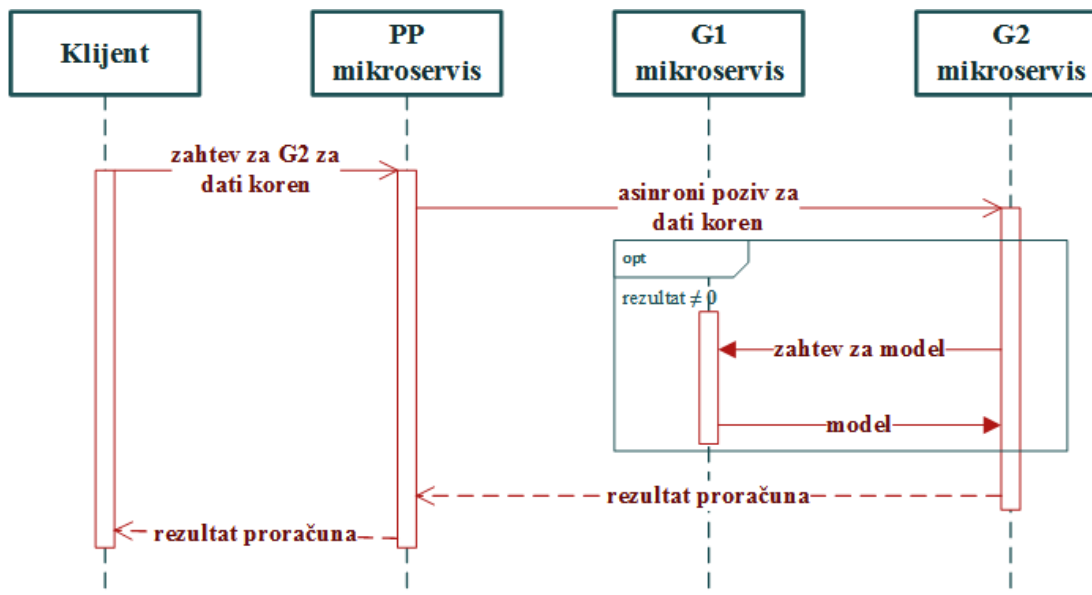 Klijent
PP
mikroservis
G1
mikroservis
G2
mikroservis
zahtev za G2 za
dati koren
asinroni poziv za
dati koren
opt
rezultat ≠ 0
zahtev za model
model
rezultat proračuna
rezultat proračuna